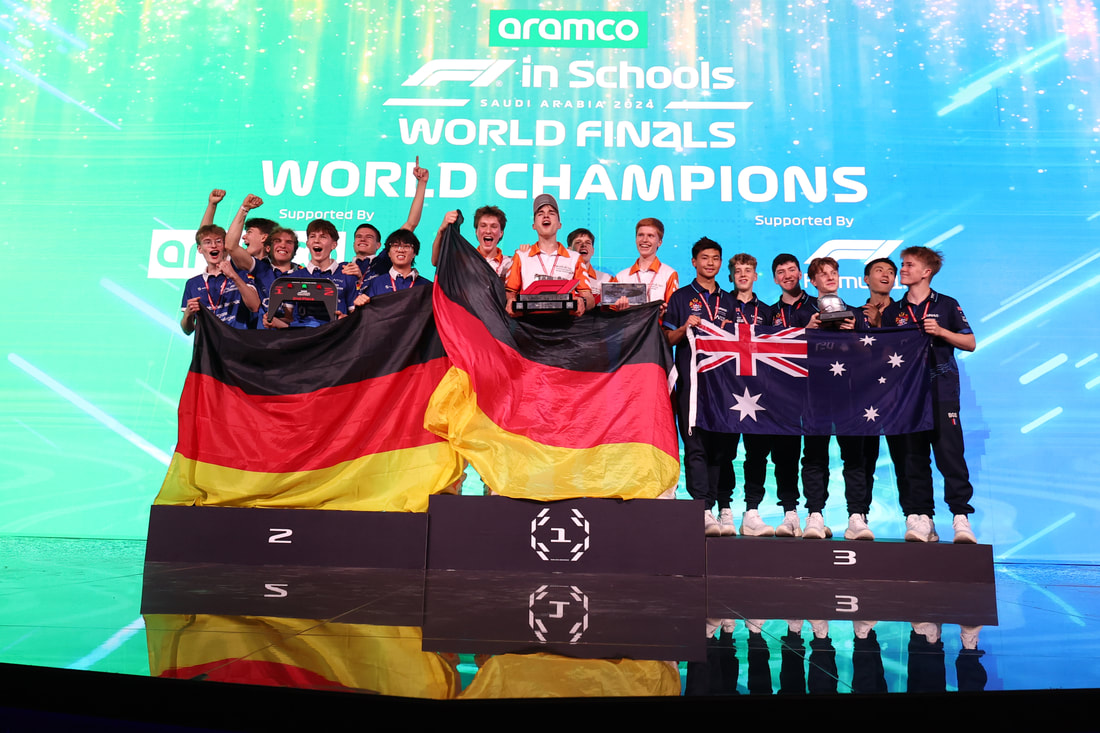 aramco
F1 in Schools
SAUDI ARABIA 2024
WORLD FINALS
WORLD CHAMPIONS
Supported By
Supported By
2
1
3